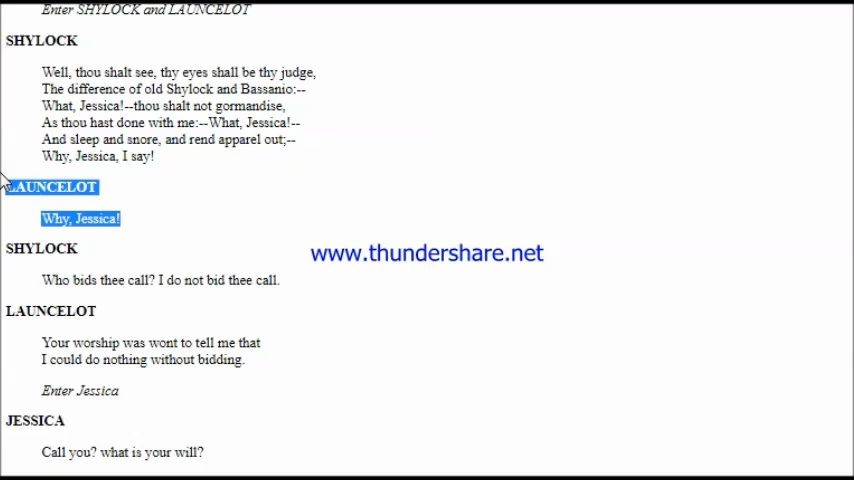 Enter SHYLOCK and LAUNCELOT
SHYLOCK
Well, thou shalt see, thy eyes shall be thy judge,
The difference of old Shylock and Bassanio:--
What, Jessica!--thou shalt not gormandise,
As thou hast done with me:--What, Jessica!--
And sleep and snore, and rend apparel out;--
Why, Jessica, I say!
LAUNCELOT
Why, Jessica!
SHYLOCK
www.thundershare.net
Who bids thee call? I do not bid thee call.
LAUNCELOT
Your worship was wont to tell me that
I could do nothing without bidding.
Enter Jessica
JESSICA
Call you? what is your will?